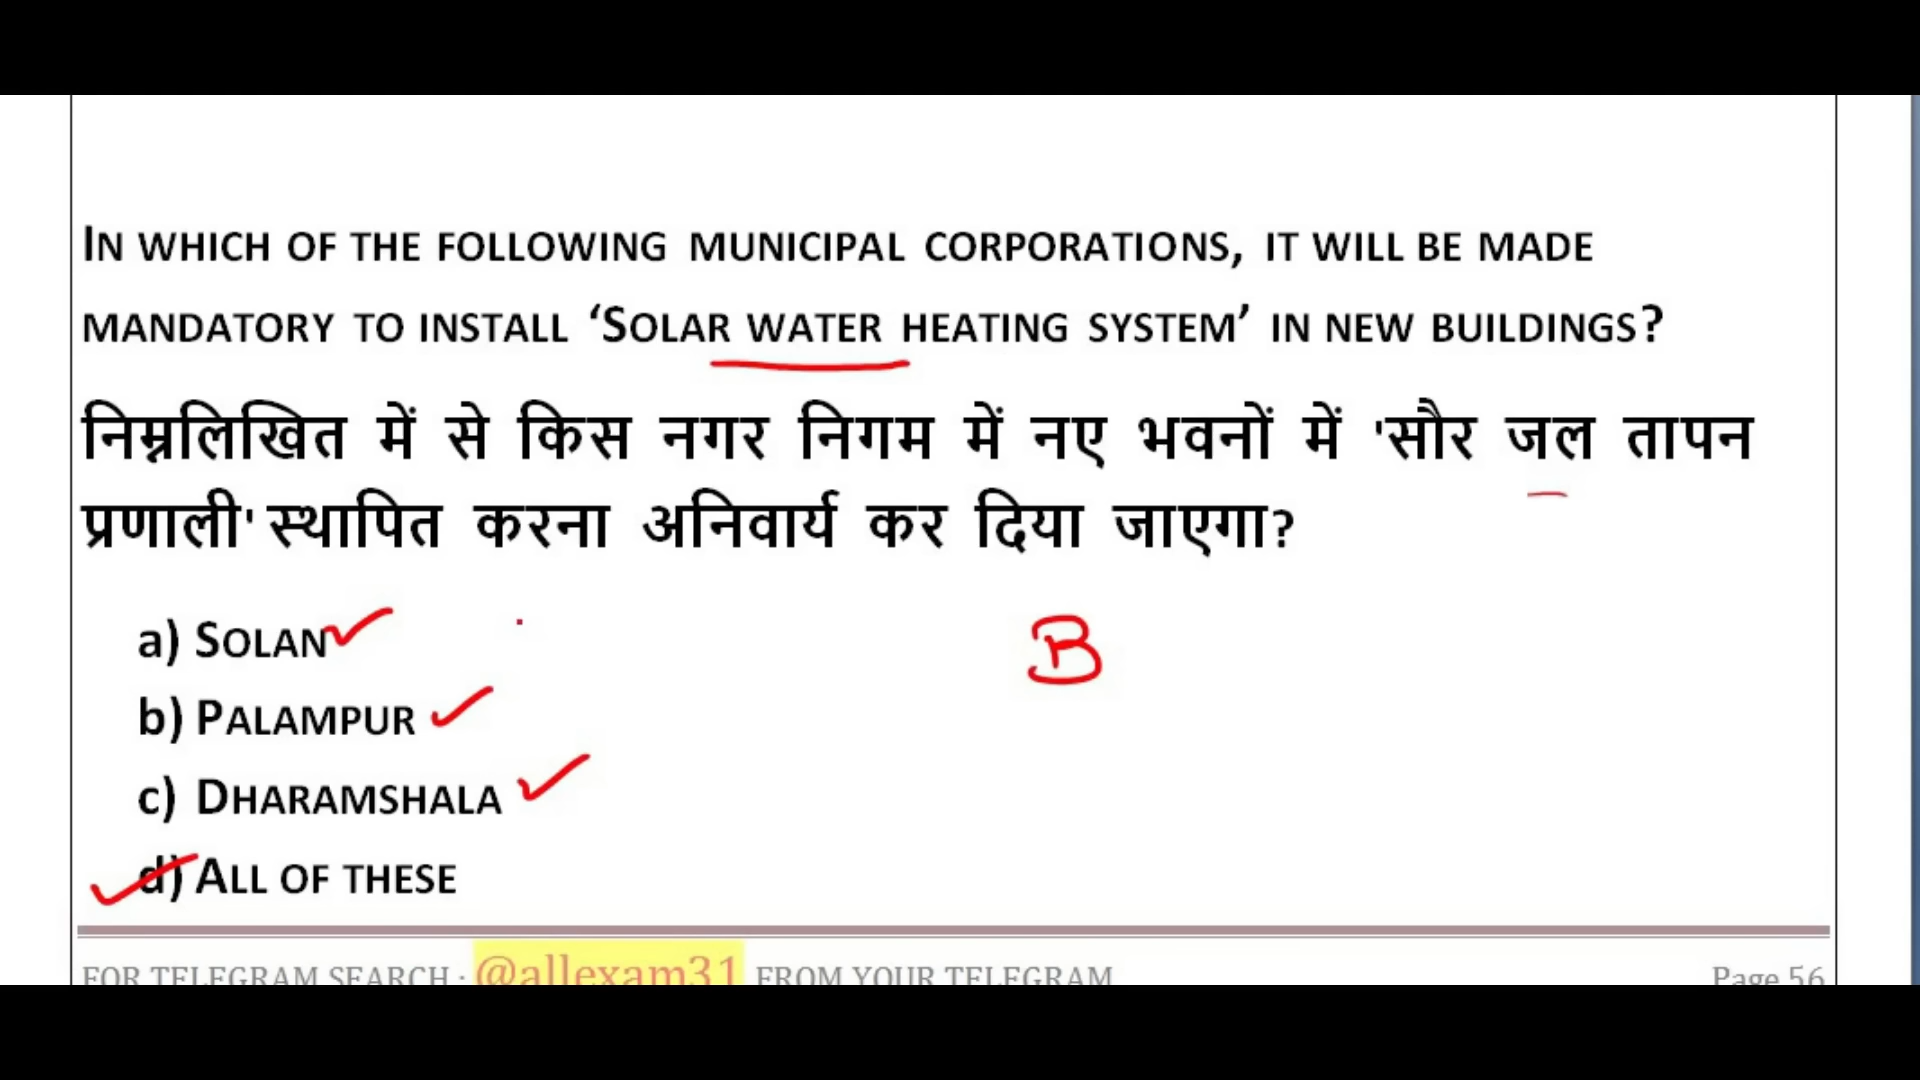 IN WHICH OF THE FOLLOWING MUNICIPAL CORPORATIONS, IT WILL BE MADE
MANDATORY TO INSTALL ‘SOLAR WATER HEATING SYSTEM’ IN NEW BUILDINGS?
निम्नलिखित में से किस नगर निगम में नए भवनों में 'सौर जल तापन
प्रणाली' स्थापित करना अनिवार्य कर दिया जाएगा?
a) SOLAN
B
b) PALAMPUR
c) DHARAMSHALA
d) ALL OF THESE
FOR TELEGRAM SEARCH : @allexam31 FROM YOUR TELEGRAM
Page 56